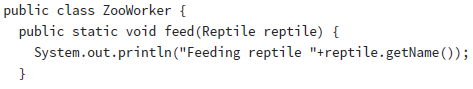 public class ZooWorker {
  public static void feed(Reptile reptile) {
    System.out.println("Feeding reptile "+reptile.getName());
  }